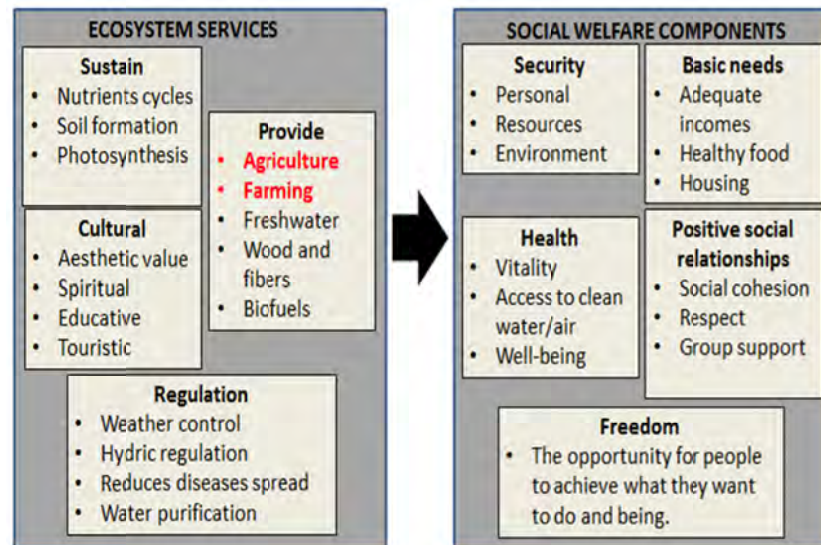 ECOSYSTEM SERVICES
Sustain
• Nutrients cycles
• Soil formation
• Photosynthesis
Provide
• Agriculture
• Farming
• Freshwater
• Wood and
fibers
• Bicfuels
Cultural
• Aesthetic value
• Spiritual
• Educative
• Touristic
Regulation
• Weather control
• Hydric regulation
• Reduces diseases spread
• Water purification
SOCIAL WELFARE COMPONENTS
Security
• Personal
• Resources
• Environment
Basic needs
• Adequate
incomes
• Healthy food
• Housing
Health
• Vitality
• Access to clean
water/air
• Well-being
Positive social
relationships
• Social cohesion
• Respect
• Group support
Freedom
• The opportunity for people
to achieve what they want
to do and being.